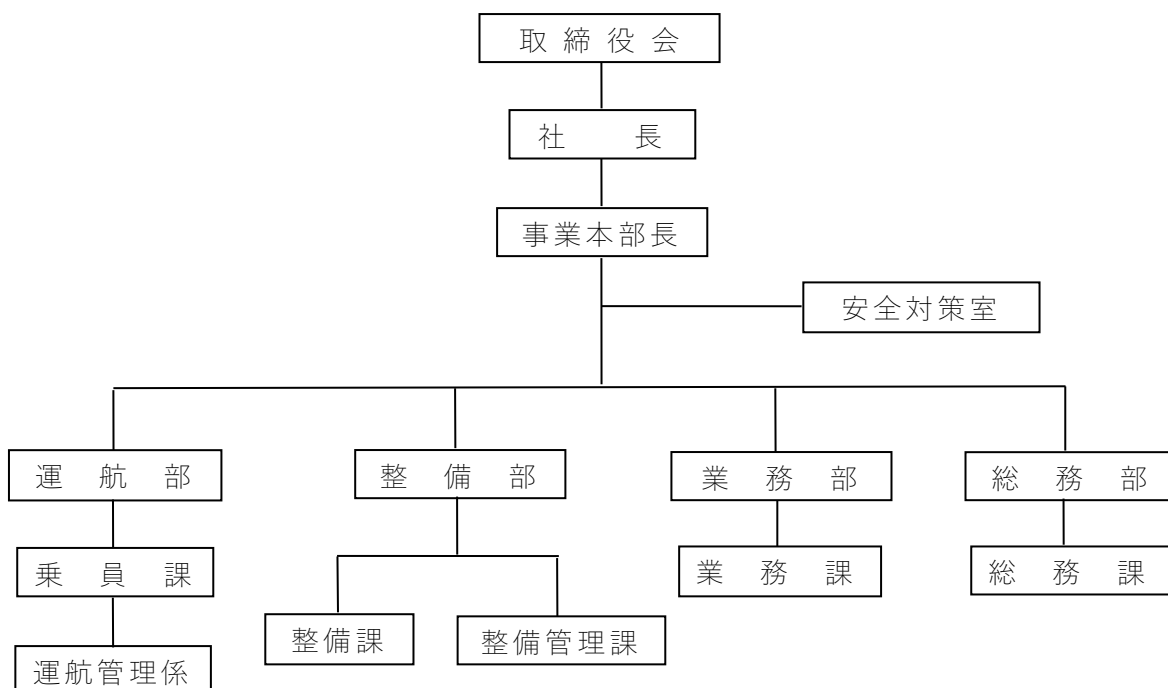 取締役会
社長
事業本部長
安全対策室
運航部
整備部
業務部
総務部
乗員課
業務課
総務課
整備課
整備管理課
運航管理係